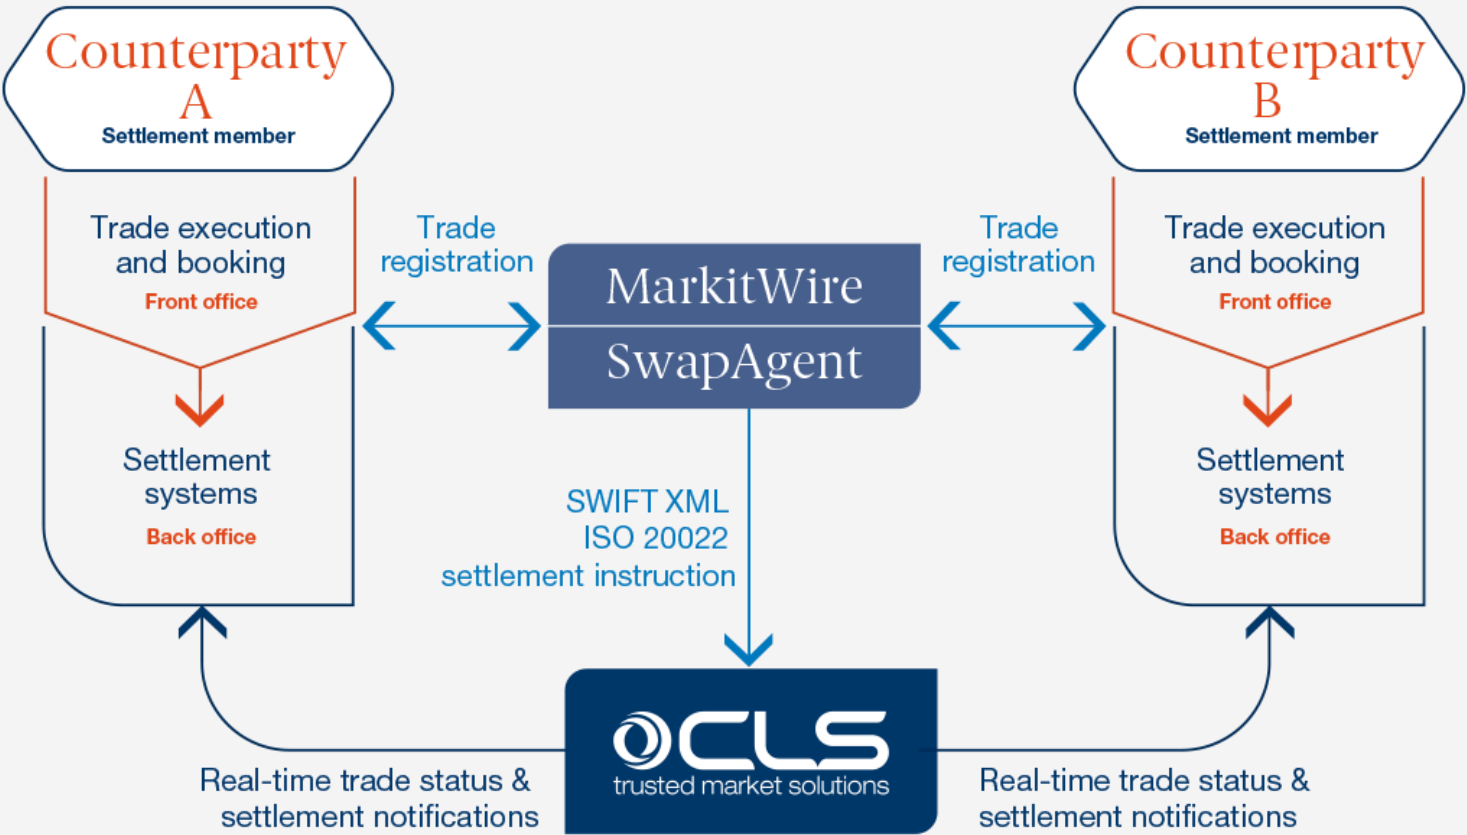 Counterparty
A
Settlement member
Counterparty
B
Settlement member
Trade execution
and booking
Front office
Trade
registration
MarkitWire
SwapAgent
Trade
registration
Trade execution
and booking
Front office
Settlement
systems
Back office
SWIFT XML
ISO 20022
settlement instruction
Settlement
systems
Back office
CLS
trusted market solutions
Real-time trade status &
settlement notifications
Real-time trade status &
settlement notifications